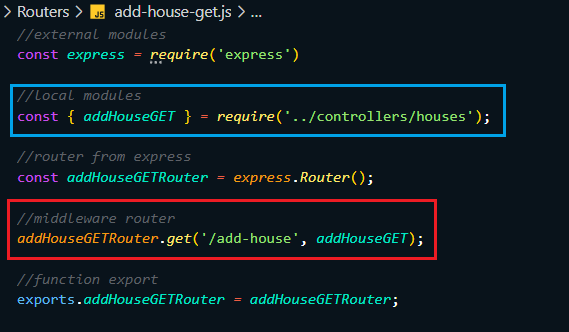 Routers > JS add-house-get.js > ...
//external modules
const express = require('express')
//local modules
const { addHouseGET } = require('../controllers/houses');
//router from express
const addHouseGETRouter = express.Router();
//middleware router
addHouseGETRouter.get('/add-house', addHouseGET);
//function export
exports.addHouseGETRouter = addHouseGETRouter;